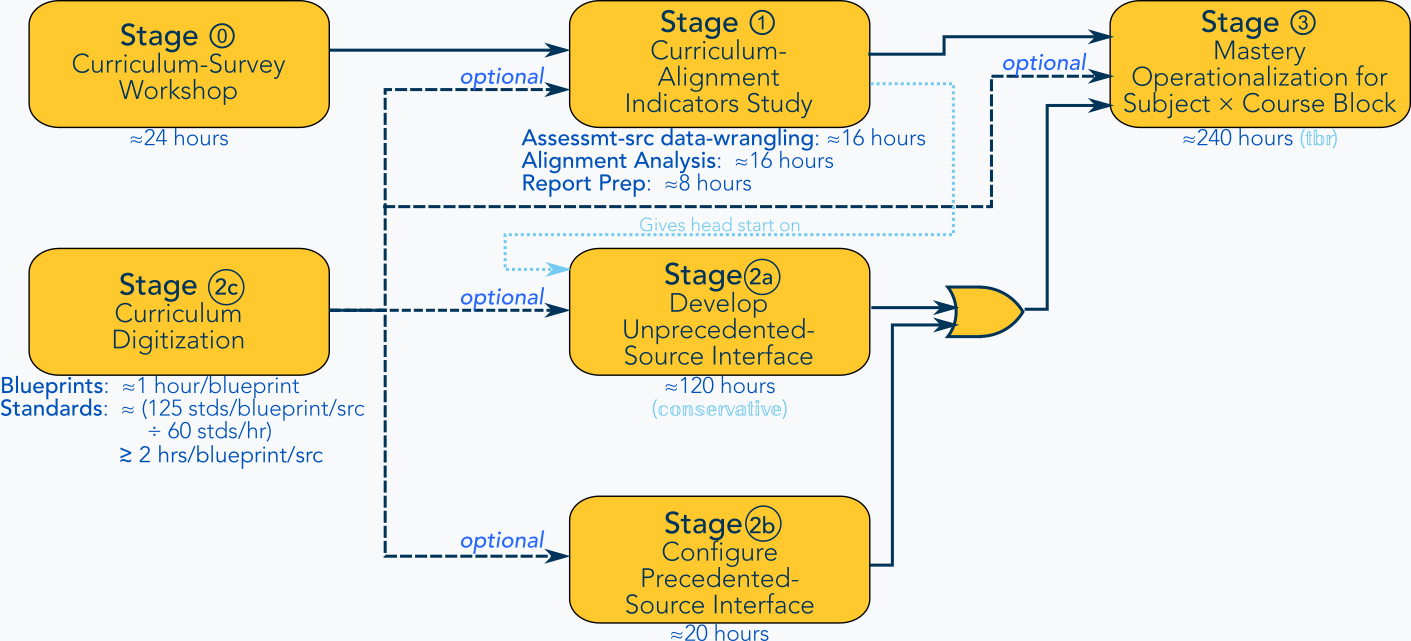 Stage 0
Curriculum-Survey
Workshop
≈24 hours
optional
Stage 1
Curriculum-
Alignment
Indicators Study
Assessmt-src data-wrangling: ≈16 hours
Alignment Analysis: ≈16 hours
Report Prep: ≈8 hours
optional
Stage 3
Mastery
Operationalization for
Subject × Course Block
≈240 hours (tbr)
Gives head start on
Stage 2c
Curriculum
Digitization
Blueprints: ≈1 hour/blueprint
Standards: ≈ (125 stds/blueprint/src
÷ 60 stds/hr)
≳ 2 hrs/blueprint/src
optional
Stage 2a
Develop
Unprecedented-
Source Interface
≈120 hours
(conservative)
optional
Stage 2b
Configure
Precedented-
Source Interface
≈20 hours